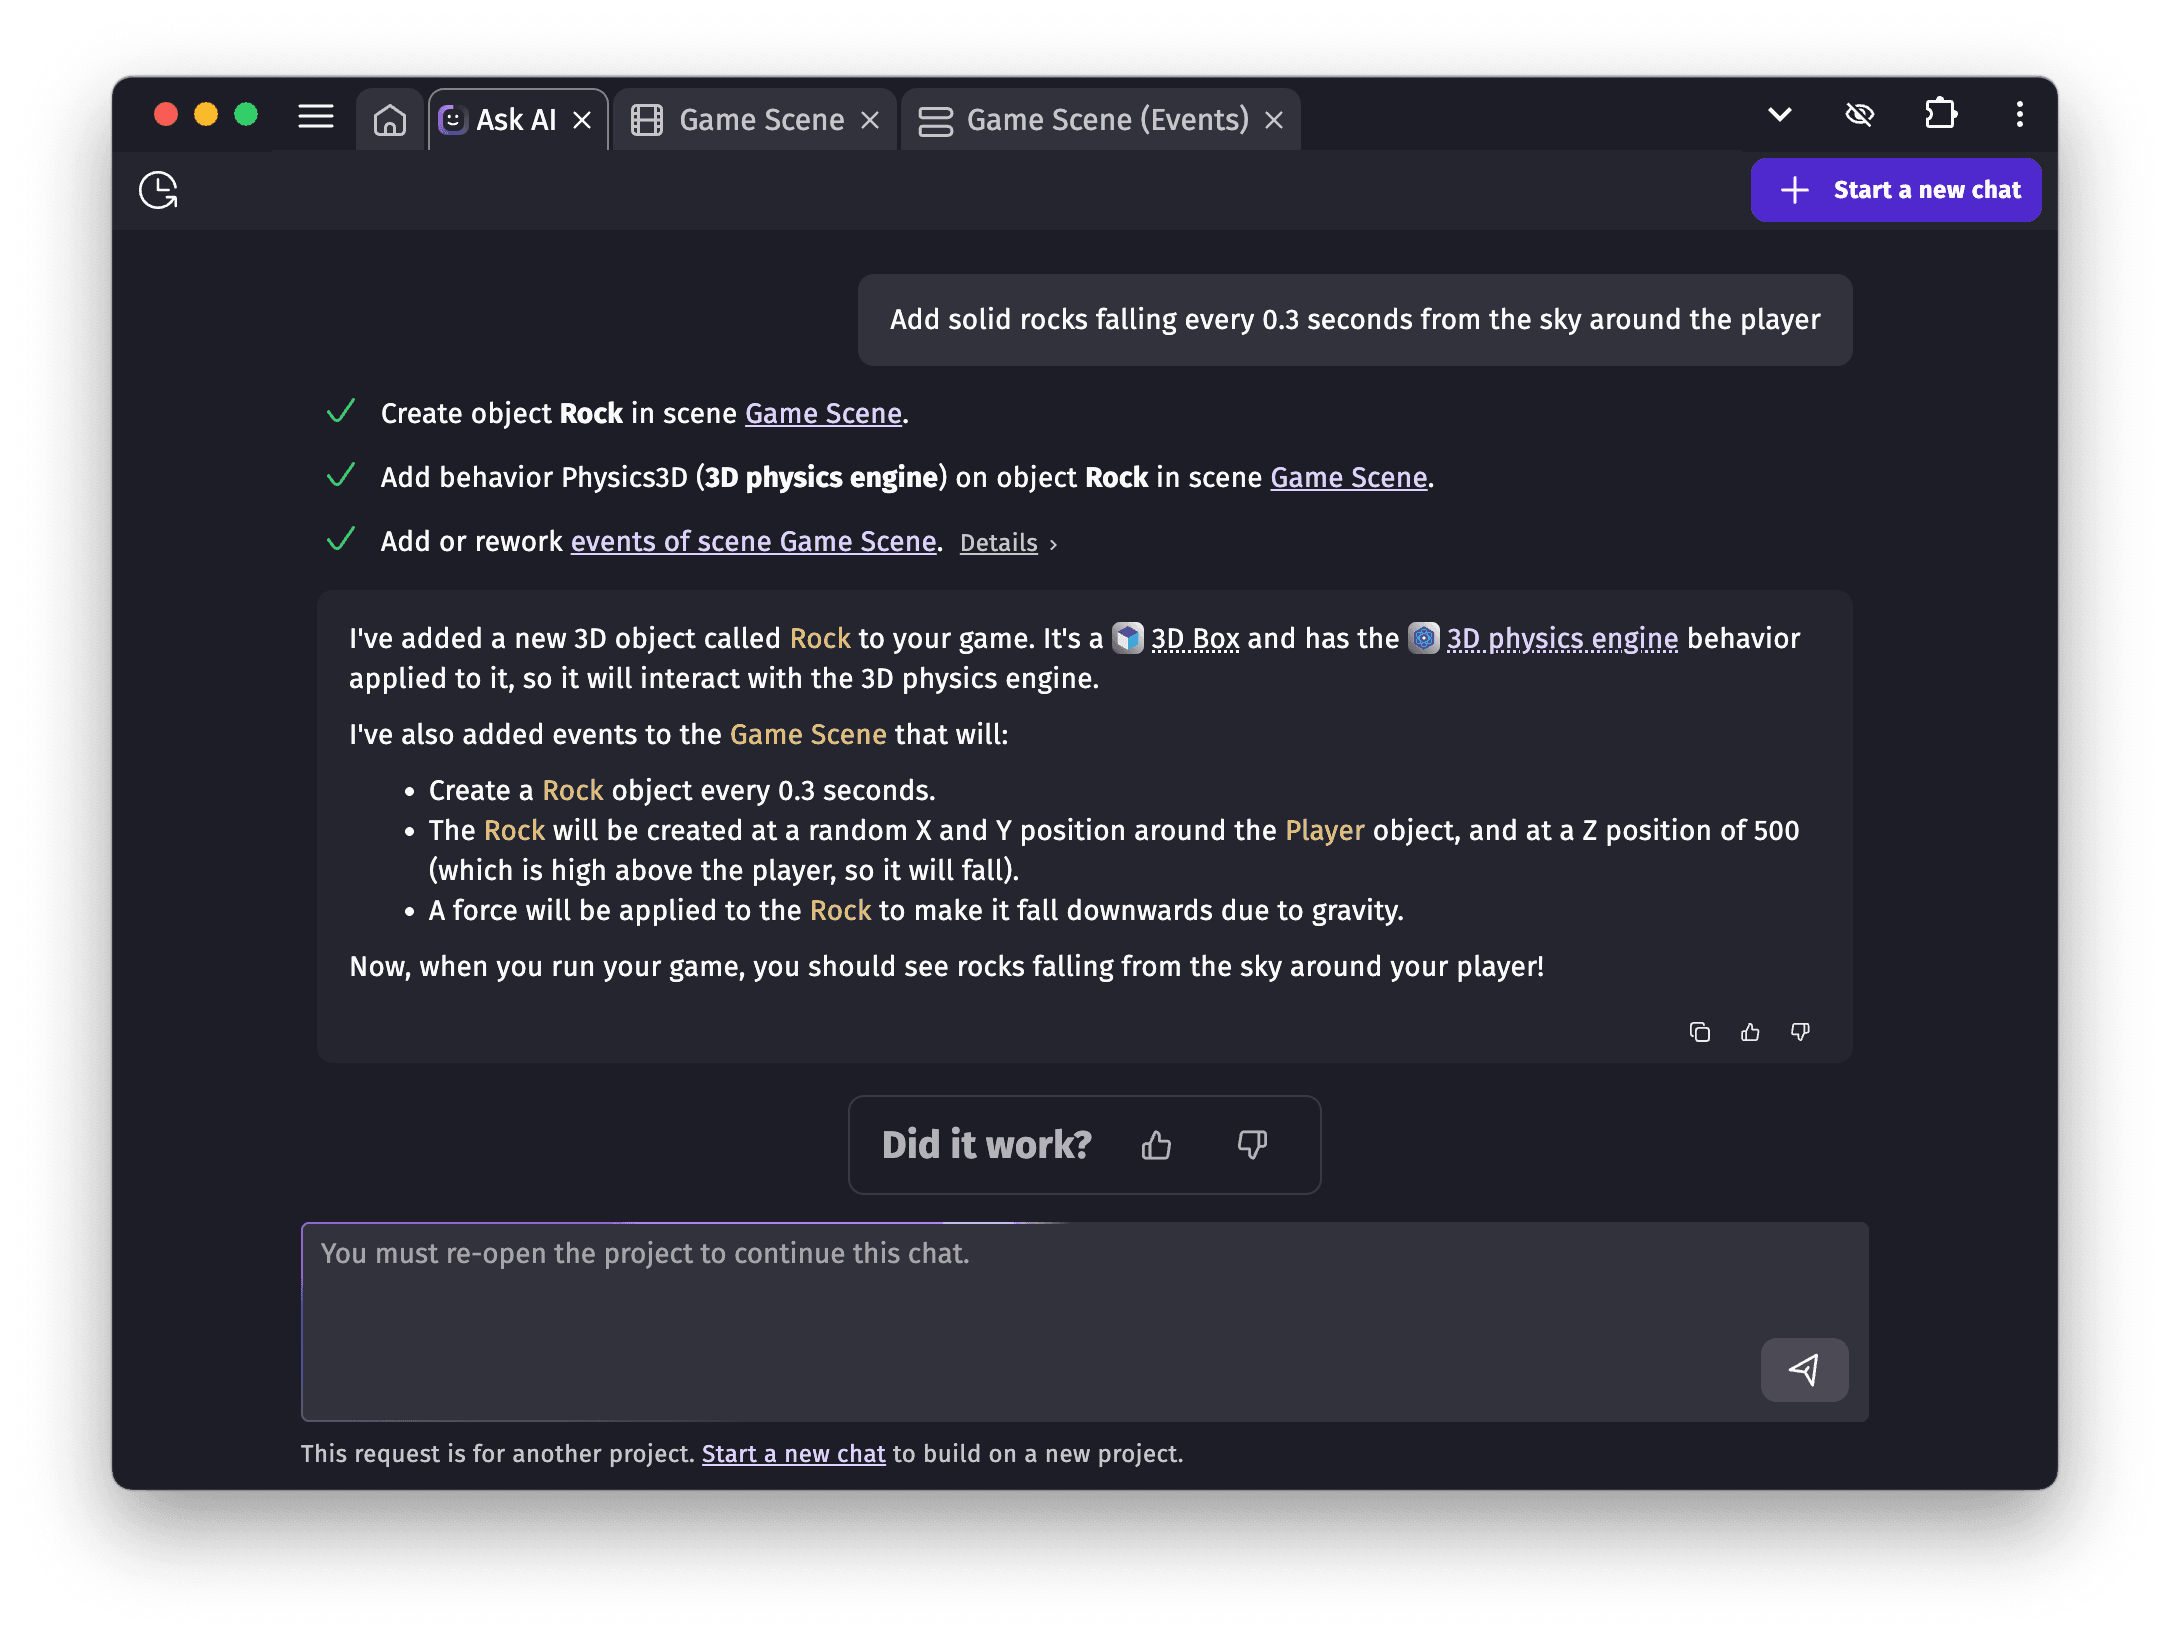 Ask AI
Game Scene
Game Scene (Events)
Start a new chat
Add solid rocks falling every 0.3 seconds from the sky around the player
Create object Rock in scene Game Scene.
Add behavior Physics3D (3D physics engine) on object Rock in scene Game Scene.
Add or rework events of scene Game Scene. Details ›
I've added a new 3D object called Rock to your game. It's a 3D Box and has the 3D physics engine behavior
applied to it, so it will interact with the 3D physics engine.
I've also added events to the Game Scene that will:
• Create a Rock object every 0.3 seconds.
• The Rock will be created at a random X and Y position around the Player object, and at a Z position of 500
(which is high above the player, so it will fall).
• A force will be applied to the Rock to make it fall downwards due to gravity.
Now, when you run your game, you should see rocks falling from the sky around your player!
Did it work?
You must re-open the project to continue this chat.
This request is for another project. Start a new chat to build on a new project.